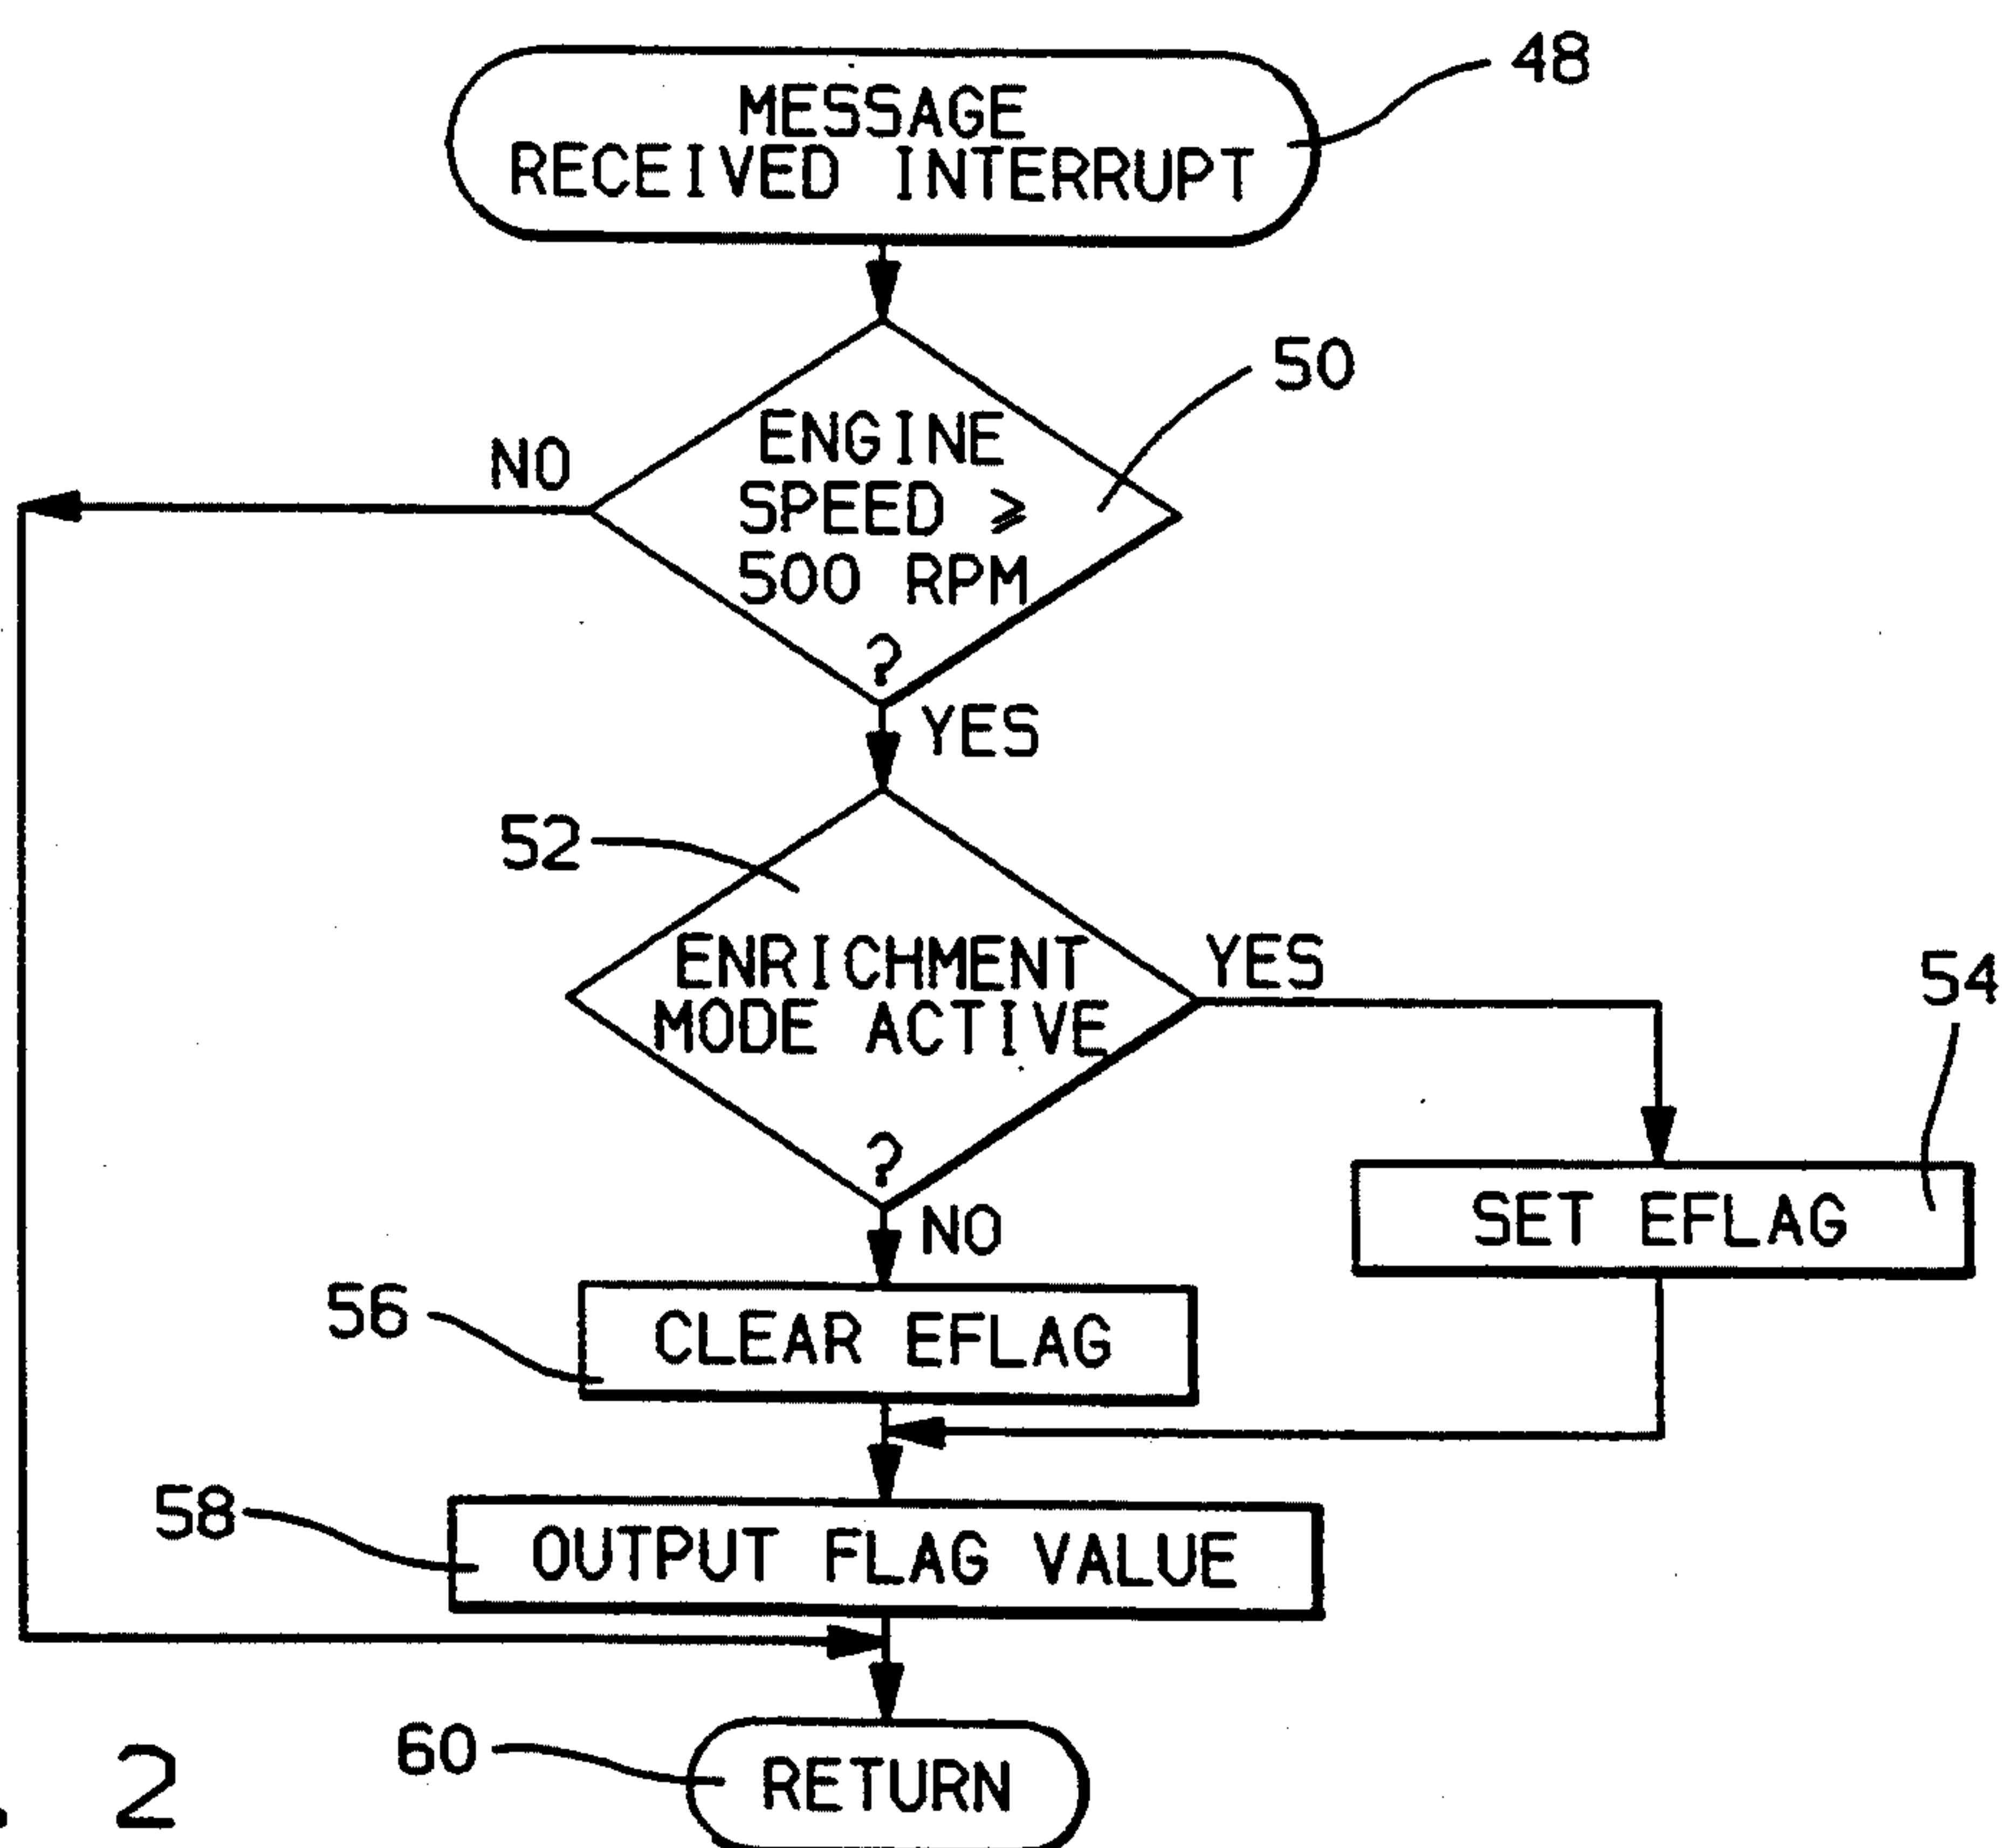 MESSAGE
RECEIVED INTERRUPT
48
ENGINE
SPEED ≥
500 RPM
?
50
NO
YES
52
ENRICHMENT
MODE ACTIVE
?
YES
54
NO
SET EFLAG
56
CLEAR EFLAG
58
OUTPUT FLAG VALUE
60
RETURN
2